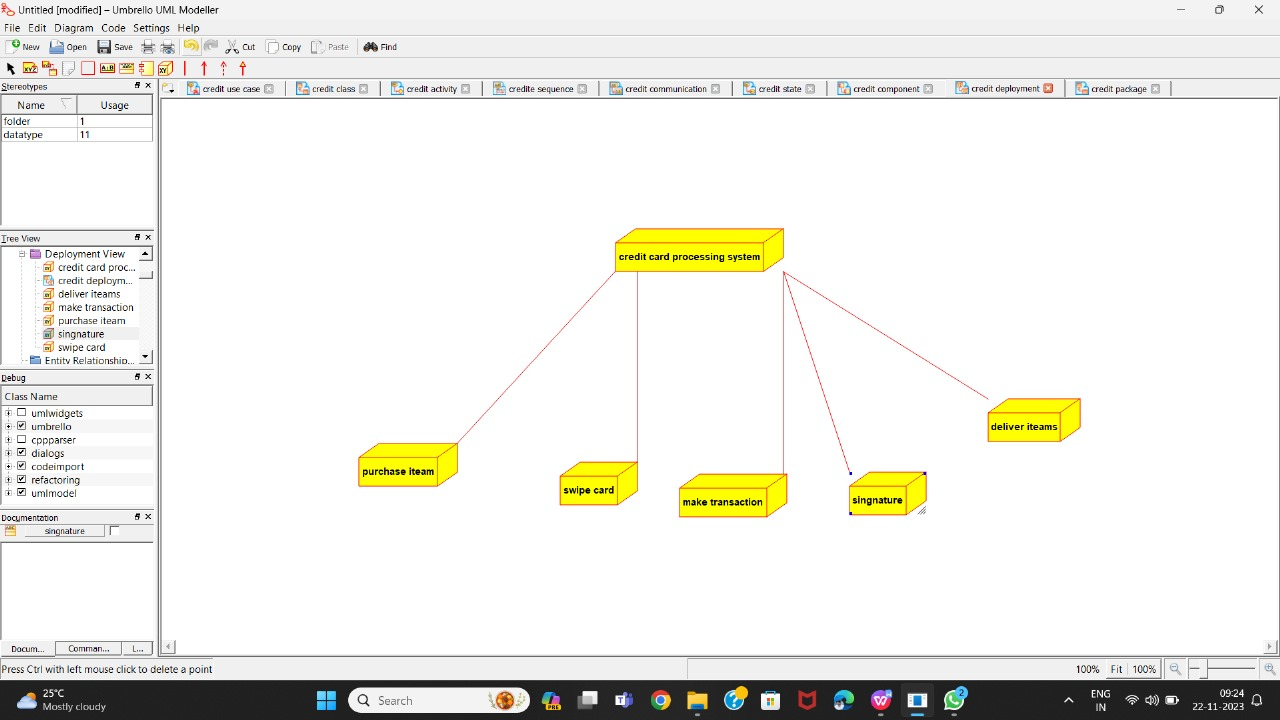 Untitled [modified] – Umbrello UML Modeller
File Edit Diagram Code Settings Help
New Open Save Cut Copy Paste Find
Stereotypes
Name Usage
folder 1
datatype 11
credit use case credit class credit activity credite sequence credit communication credit state credit component credit deployment credit package
Tree View
Deployment View
credit card proc...
credit deploym...
deliver iteams
make transaction
purchase iteam
singnature
swipe card
Entity Relationship...
Debug
Class Name
umlwidgets
umbrello
cppparser
dialogs
codeimport
refactoring
umlmodel
Documentation
singnature
Docum... Comman... L...
credit card processing system
deliver iteams
purchase iteam
swipe card
make transaction
singnature
Press Ctrl with left mouse click to delete a point
100% Fit 100%
25°C
Mostly cloudy
Search
PRE
2
ENG
IN
09:24
22-11-2023